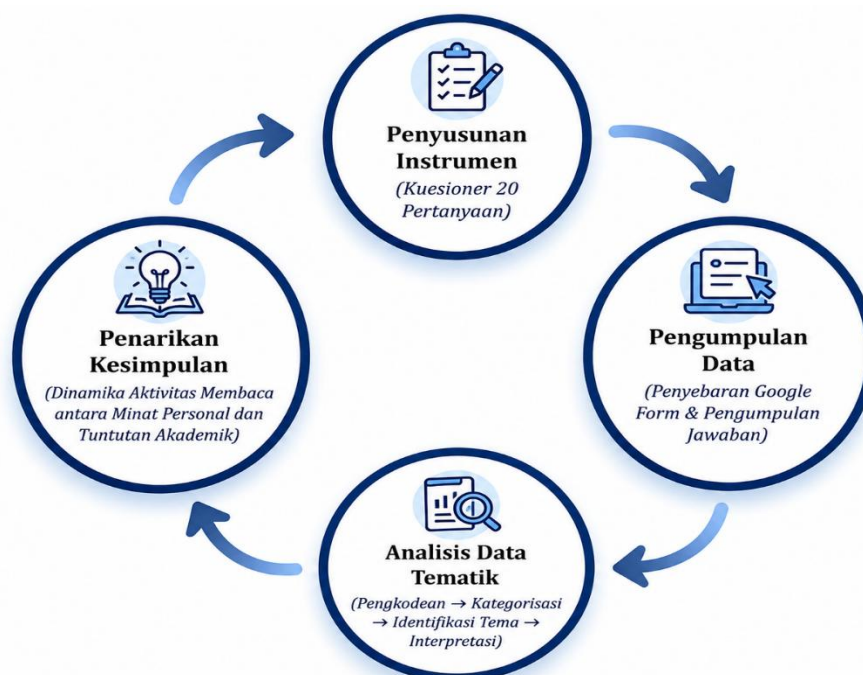 Penyusunan
Instrumen
(Kuesioner 20
Pertanyaan)
Pengumpulan
Data
(Penyebaran Google
Form & Pengumpulan
Jawaban)
Analisis Data
Tematik
(Pengkodean → Kategorisasi
→ Identifikasi Tema →
Interpretasi)
Penarikan
Kesimpulan
(Dinamika Aktivitas Membaca
antara Minat Personal dan
Tuntutan Akademik)